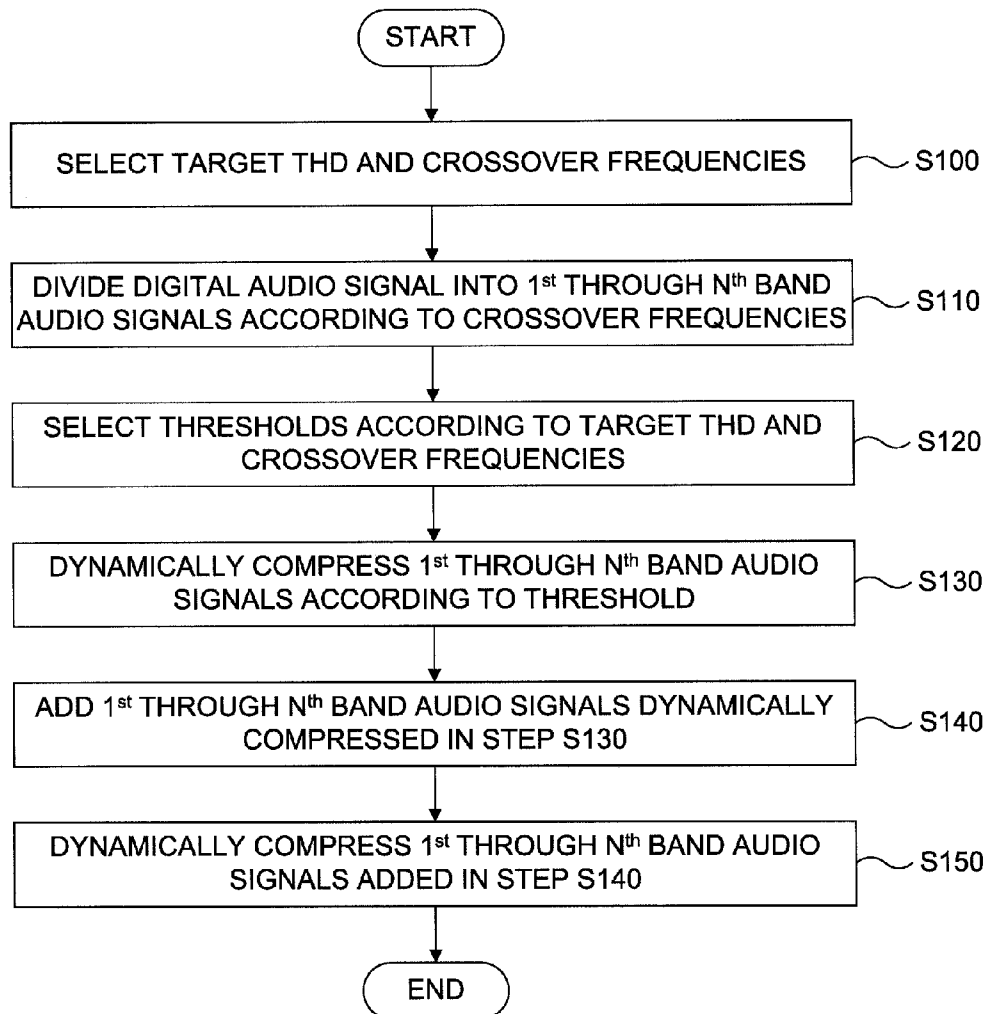 START
SELECT TARGET THD AND CROSSOVER FREQUENCIES
S100
DIVIDE DIGITAL AUDIO SIGNAL INTO 1st THROUGH Nth BAND
AUDIO SIGNALS ACCORDING TO CROSSOVER FREQUENCIES
S110
SELECT THRESHOLDS ACCORDING TO TARGET THD AND
CROSSOVER FREQUENCIES
S120
DYNAMICALLY COMPRESS 1st THROUGH Nth BAND AUDIO
SIGNALS ACCORDING TO THRESHOLD
S130
ADD 1st THROUGH Nth BAND AUDIO SIGNALS DYNAMICALLY
COMPRESSED IN STEP S130
S140
DYNAMICALLY COMPRESS 1st THROUGH Nth BAND AUDIO
SIGNALS ADDED IN STEP S140
S150
END